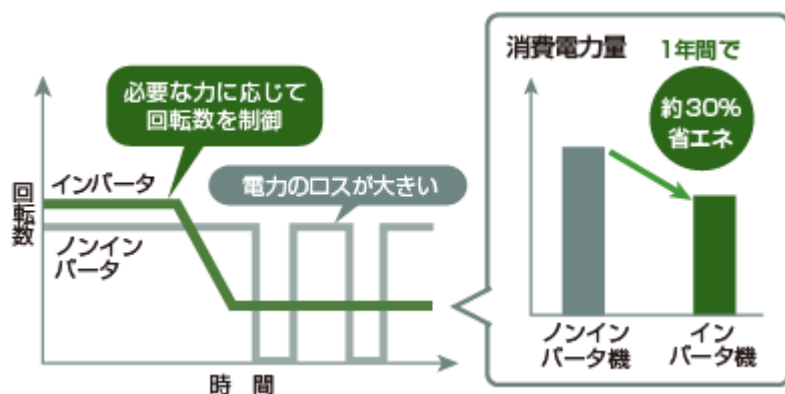 必要な力に応じて
回転数を制御
インバータ
電力のロスが大きい
回転数
ノンイン
バータ
時 間
消費電力量
1年間で
約30%
省エネ
ノンイン
バータ機
イン
バータ機